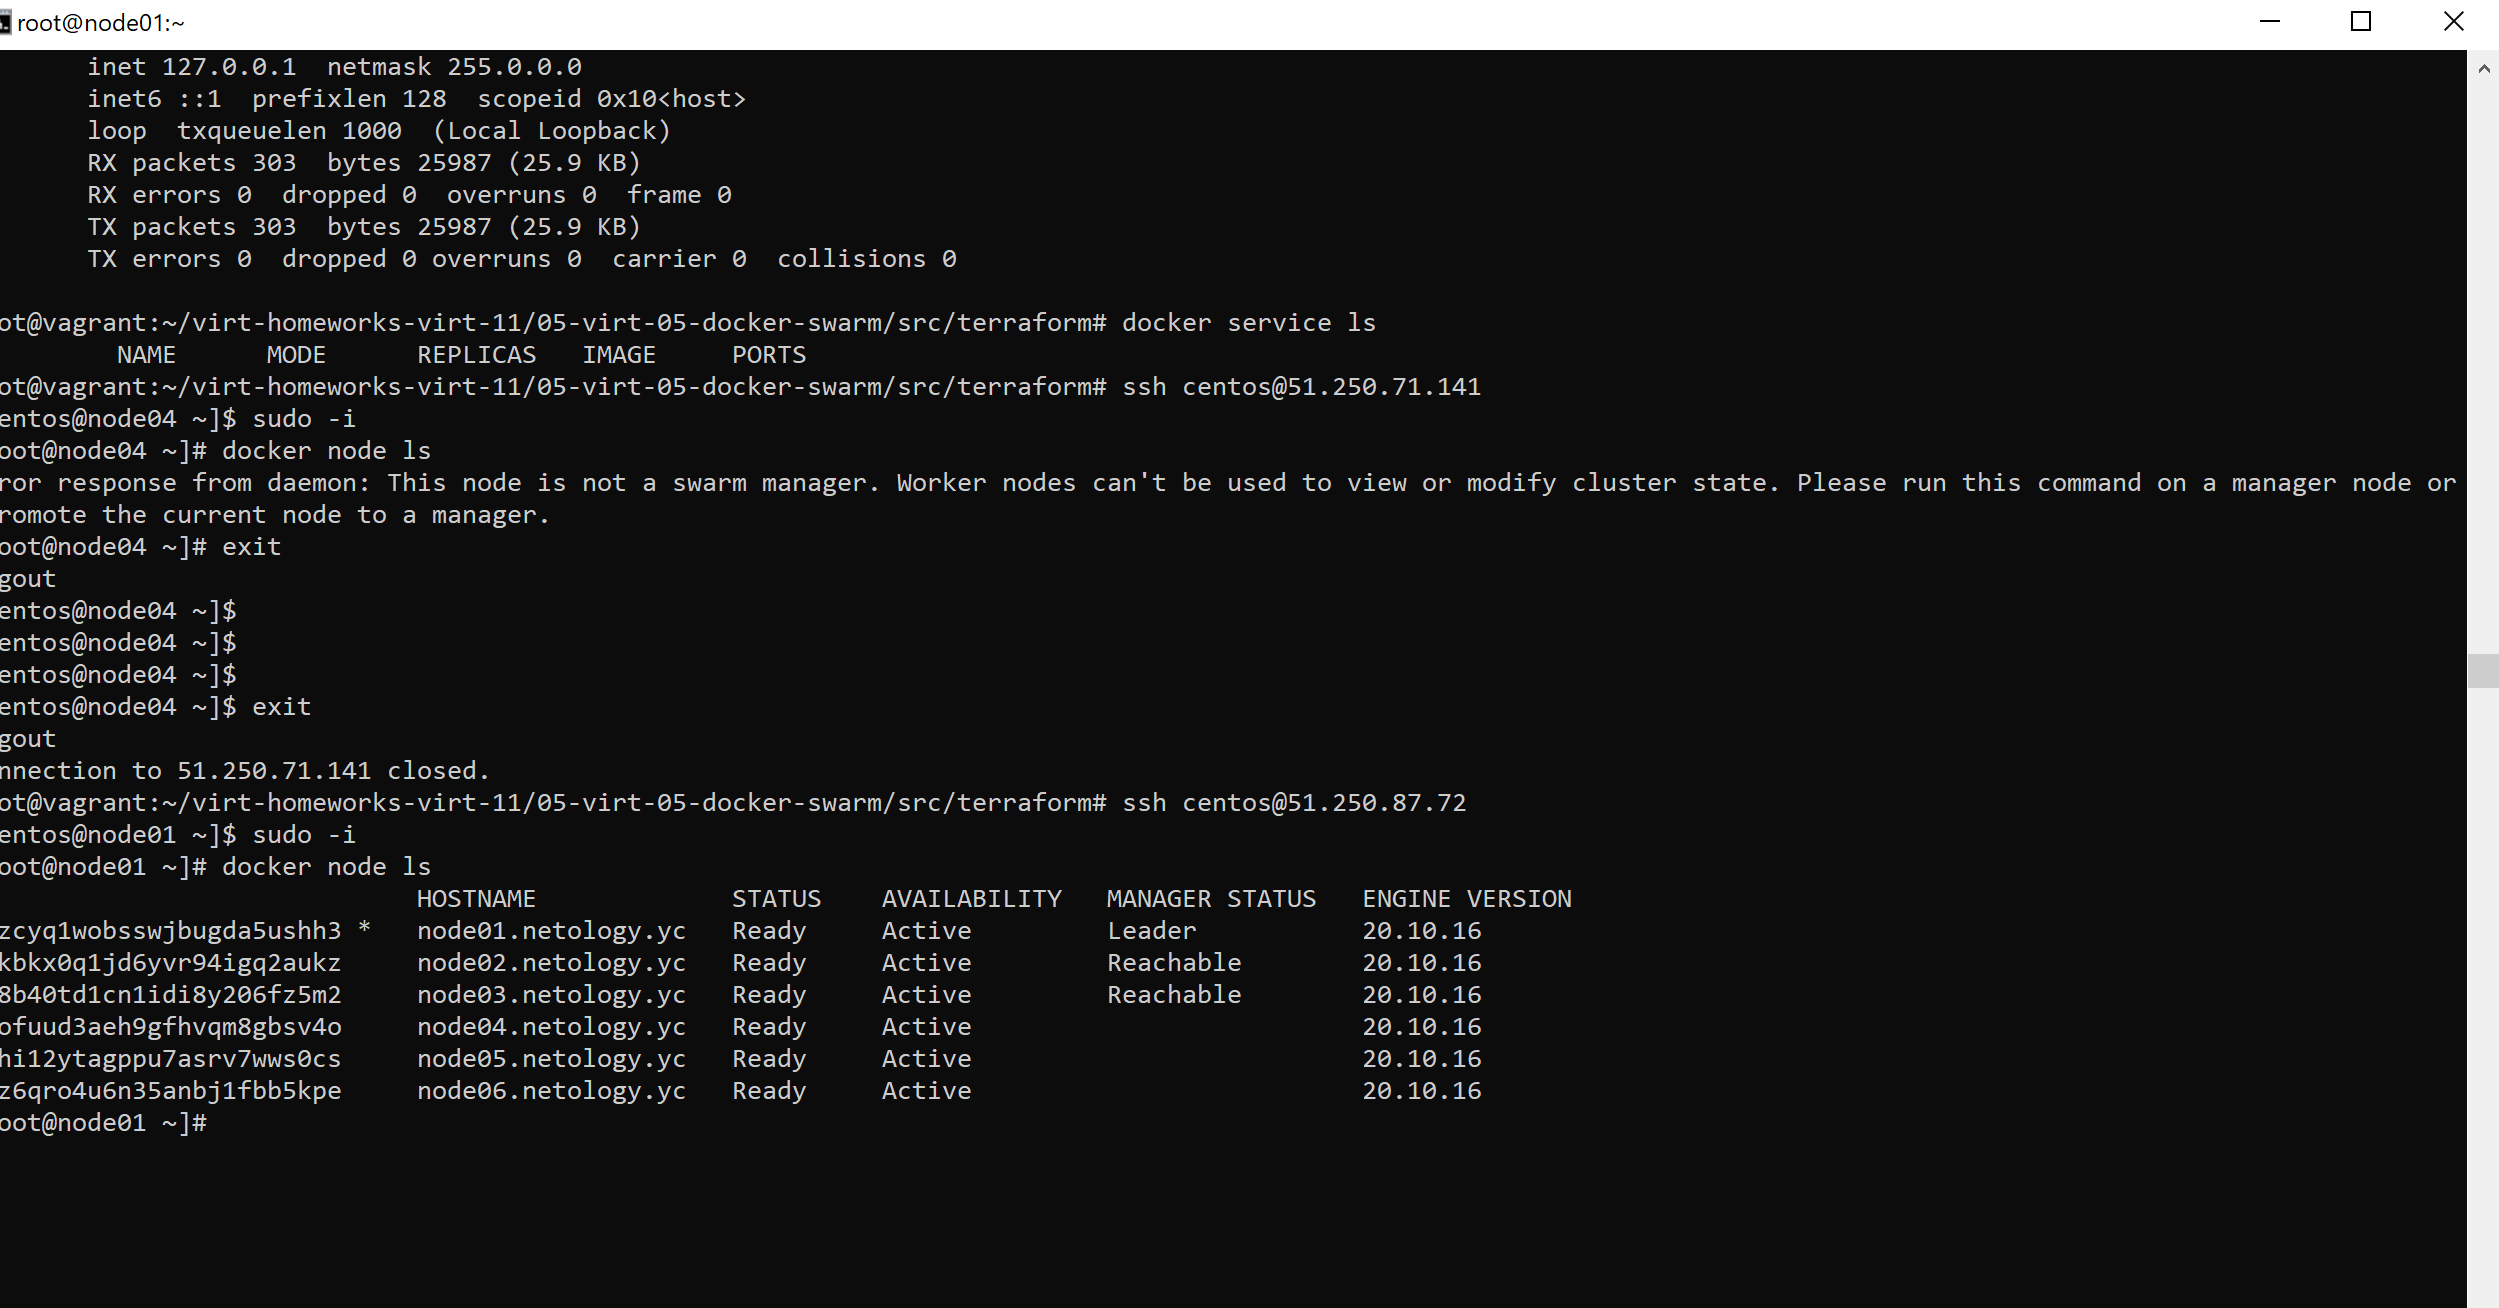 root@node01:~
inet 127.0.0.1  netmask 255.0.0.0
inet6 ::1  prefixlen 128  scopeid 0x10<host>
loop  txqueuelen 1000  (Local Loopback)
RX packets 303  bytes 25987 (25.9 KB)
RX errors 0  dropped 0  overruns 0  frame 0
TX packets 303  bytes 25987 (25.9 KB)
TX errors 0  dropped 0 overruns 0  carrier 0  collisions 0
ot@vagrant:~/virt-homeworks-virt-11/05-virt-05-docker-swarm/src/terraform# docker service ls
NAME      MODE      REPLICAS   IMAGE     PORTS
ot@vagrant:~/virt-homeworks-virt-11/05-virt-05-docker-swarm/src/terraform# ssh centos@51.250.71.141
entos@node04 ~]$ sudo -i
oot@node04 ~]# docker node ls
ror response from daemon: This node is not a swarm manager. Worker nodes can't be used to view or modify cluster state. Please run this command on a manager node or
romote the current node to a manager.
oot@node04 ~]# exit
gout
entos@node04 ~]$
entos@node04 ~]$
entos@node04 ~]$
entos@node04 ~]$ exit
gout
nnection to 51.250.71.141 closed.
ot@vagrant:~/virt-homeworks-virt-11/05-virt-05-docker-swarm/src/terraform# ssh centos@51.250.87.72
entos@node01 ~]$ sudo -i
oot@node01 ~]# docker node ls
HOSTNAME             STATUS    AVAILABILITY   MANAGER STATUS   ENGINE VERSION
zcyq1wobsswjbugda5ushh3 *   node01.netology.yc   Ready     Active         Leader           20.10.16
kbkx0q1jd6yvr94igq2aukz     node02.netology.yc   Ready     Active         Reachable        20.10.16
8b40td1cn1idi8y206fz5m2     node03.netology.yc   Ready     Active         Reachable        20.10.16
ofuud3aeh9gfhvqm8gbsv4o     node04.netology.yc   Ready     Active                          20.10.16
hi12ytagppu7asrv7wws0cs     node05.netology.yc   Ready     Active                          20.10.16
z6qro4u6n35anbj1fbb5kpe     node06.netology.yc   Ready     Active                          20.10.16
oot@node01 ~]#